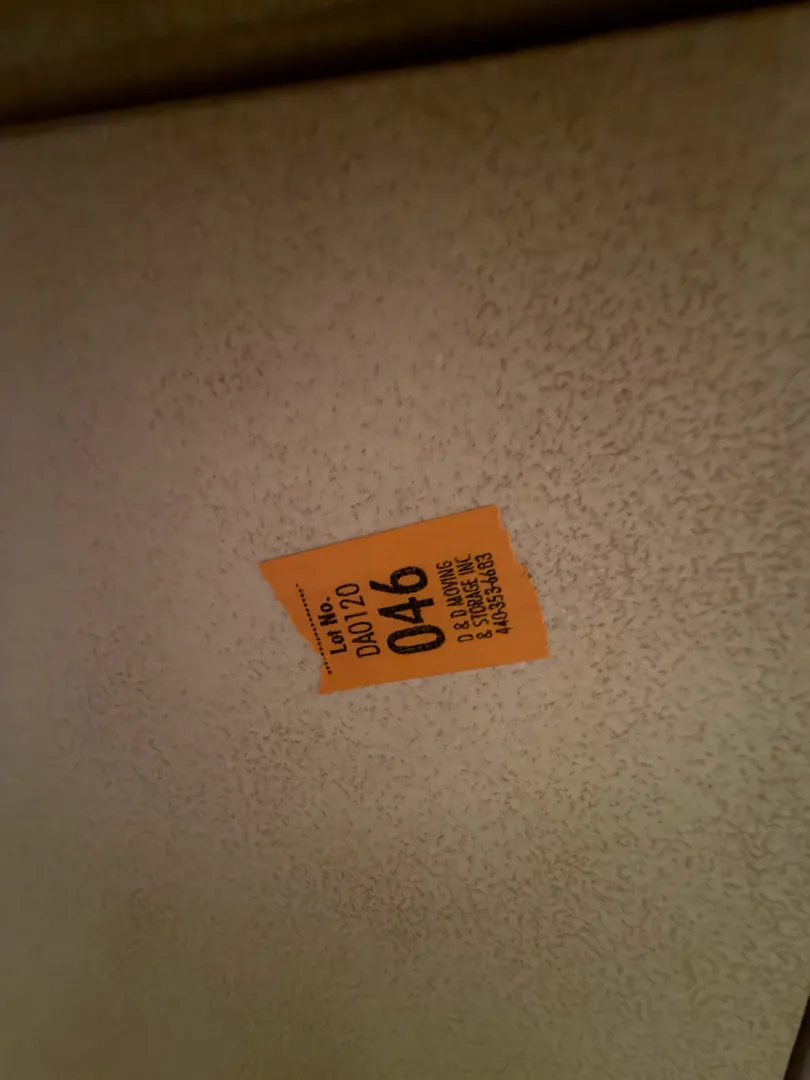 Lot No.
DA0120
046
D & D MOVING
& STORAGE INC
440-353-6683